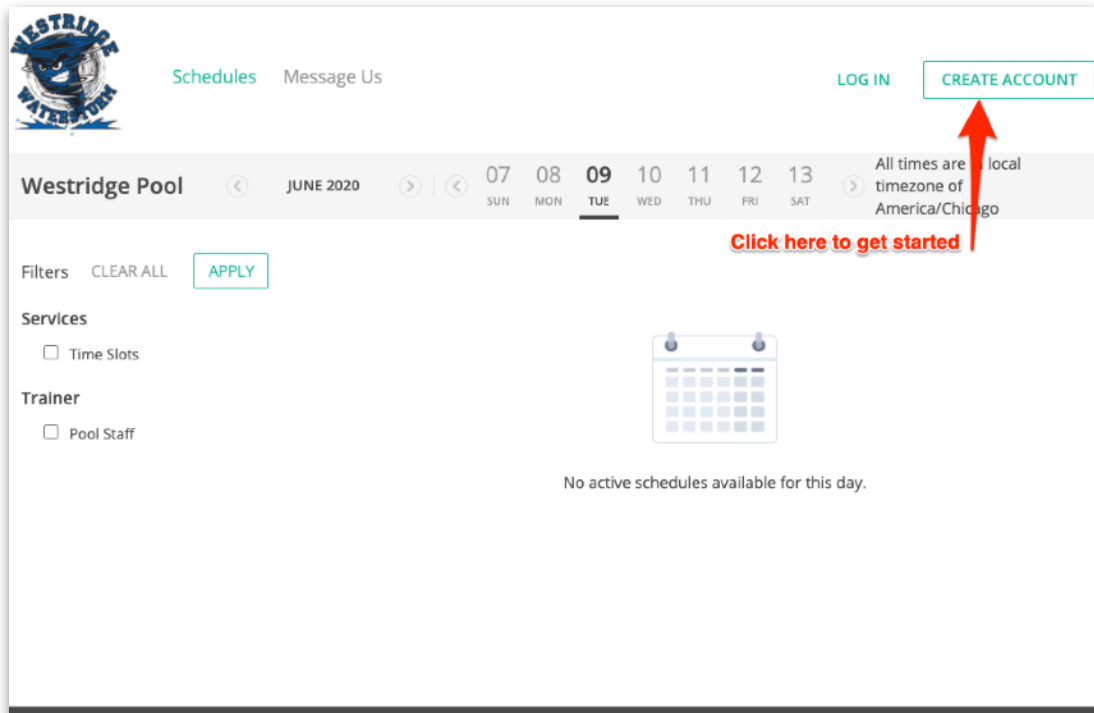 WESTRIDGE
WATERSTORM
Schedules Message Us
LOG IN CREATE ACCOUNT
Westridge Pool JUNE 2020 07 08 09 10 11 12 13
SUN MON TUE WED THU FRI SAT
All times are local
timezone of
America/Chicago
Click here to get started
Filters CLEAR ALL APPLY
Services
Time Slots
Trainer
Pool Staff
No active schedules available for this day.